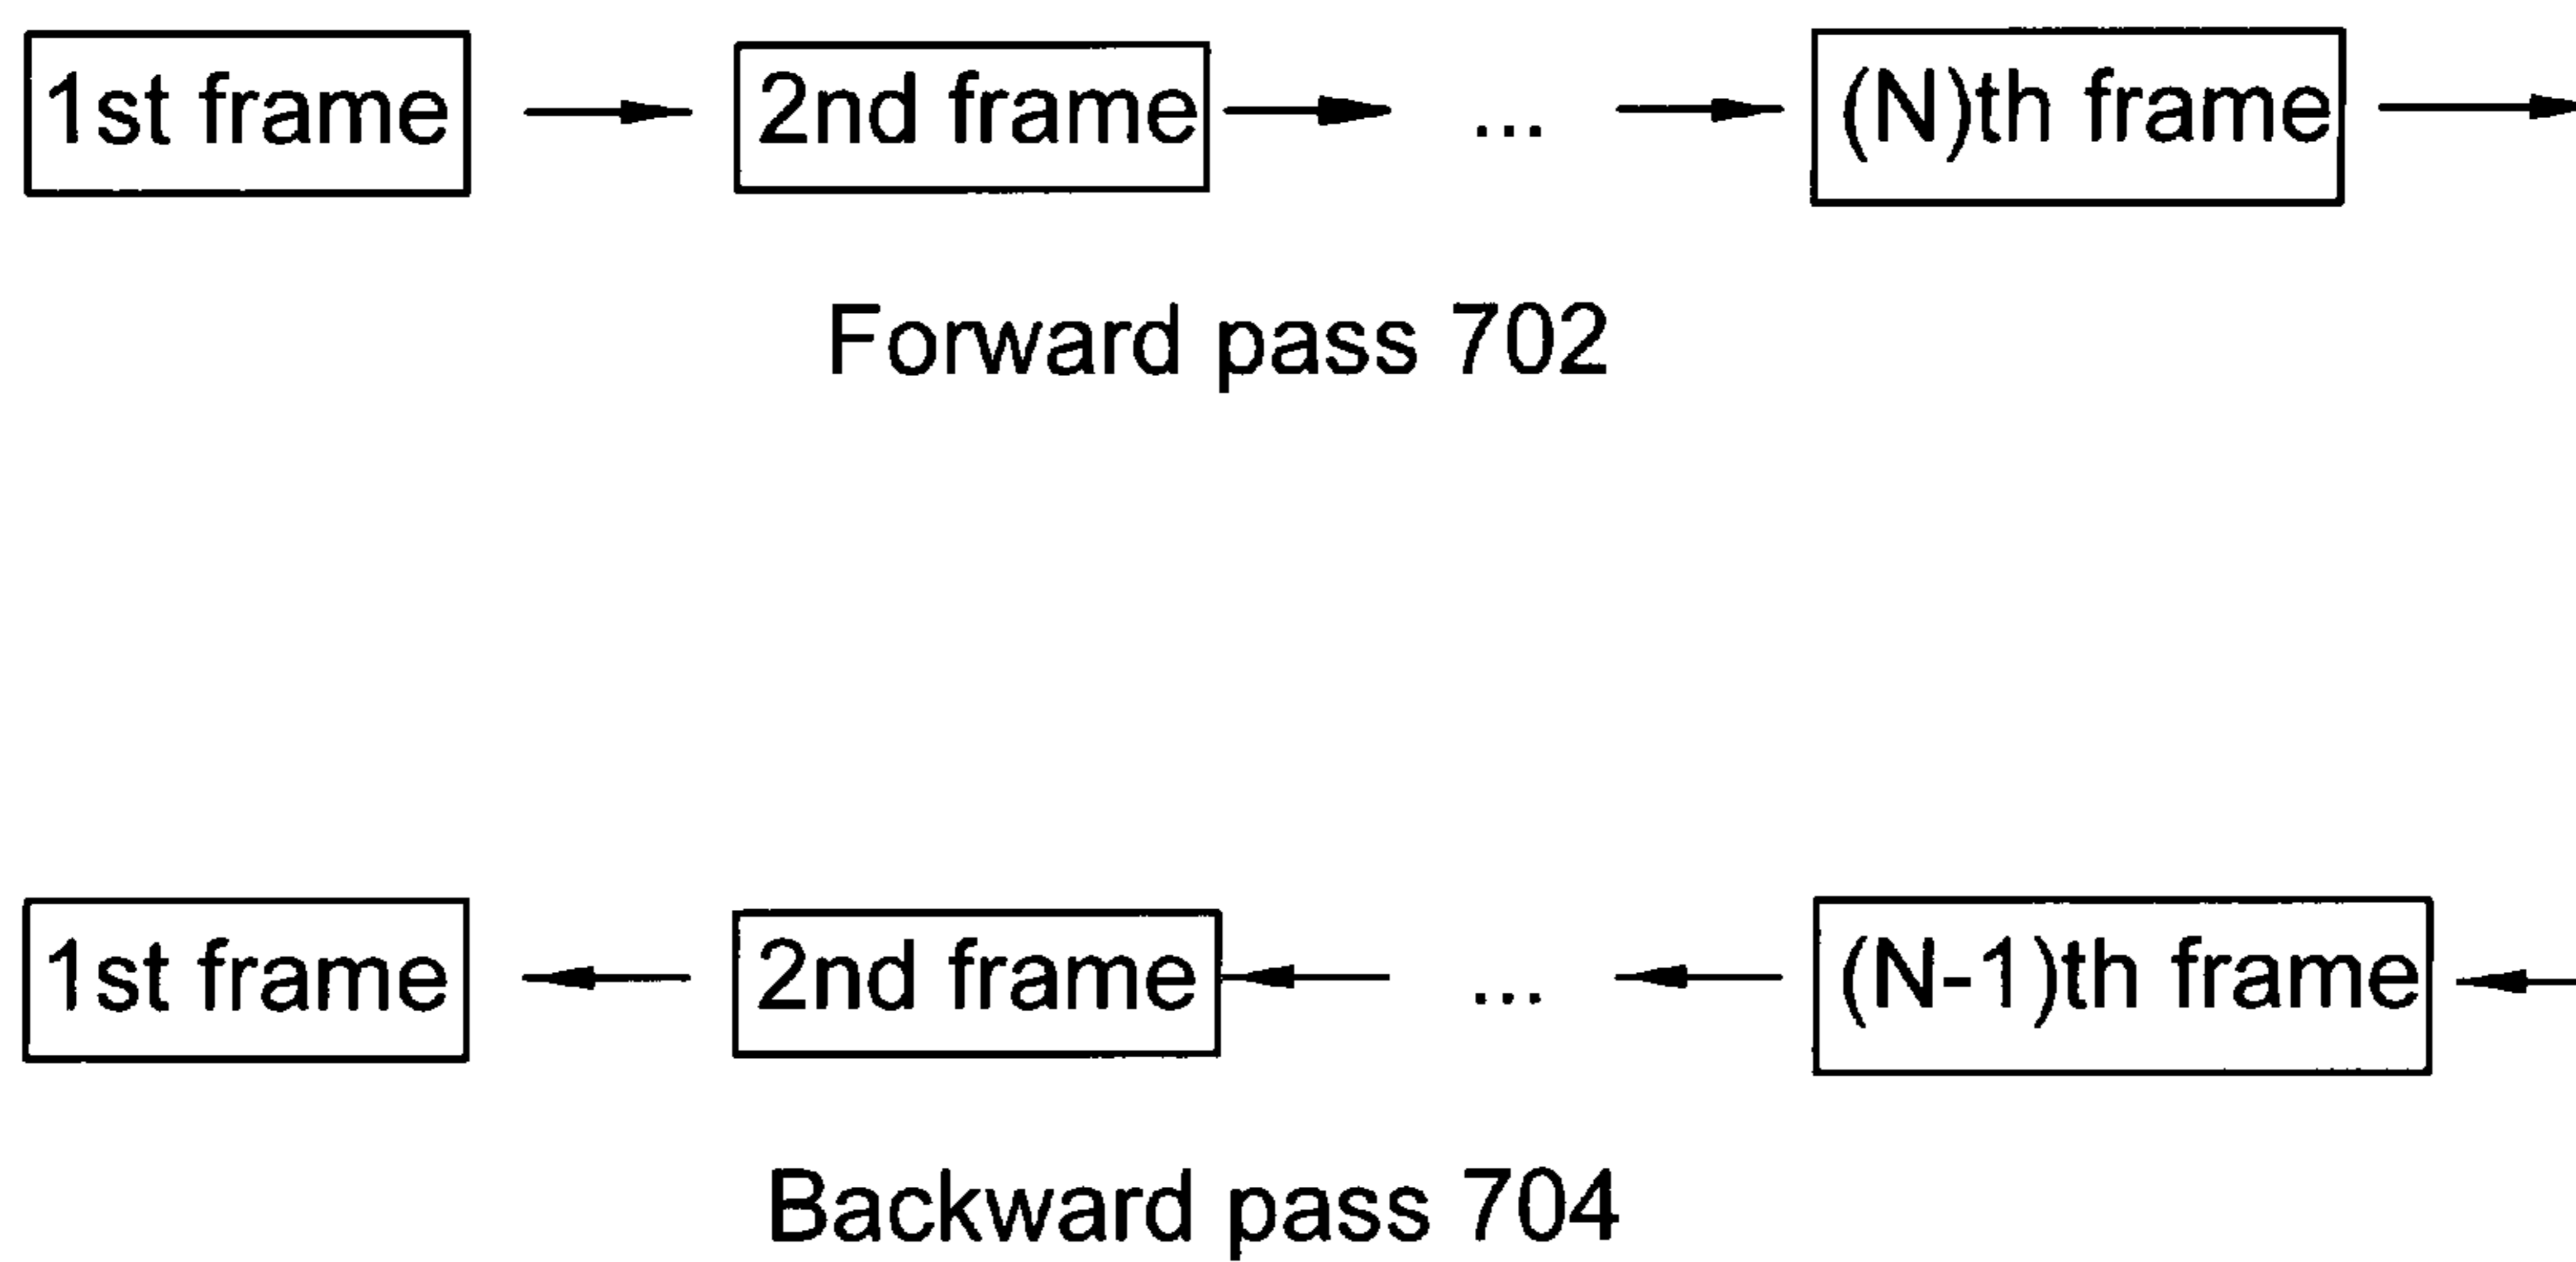 1st frame 2nd frame ... (N)th frame
Forward pass 702
1st frame 2nd frame ... (N-1)th frame
Backward pass 704